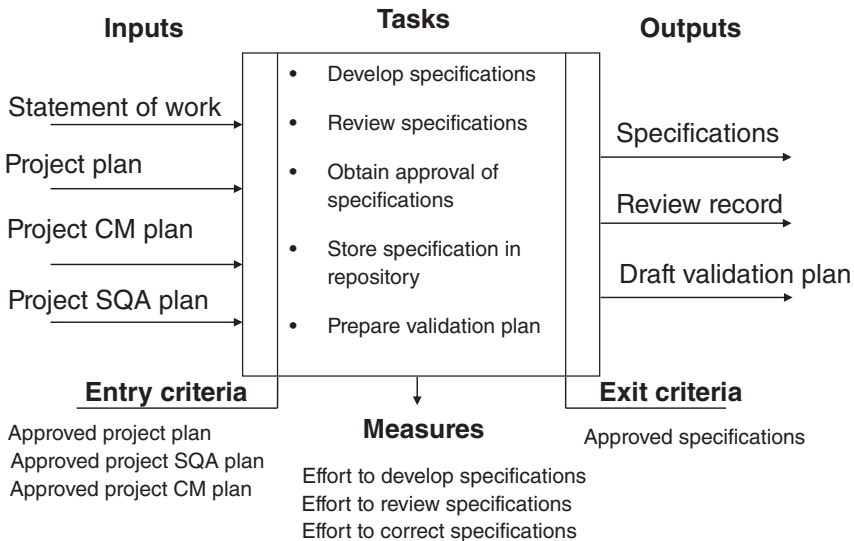 Inputs
Tasks
Outputs
Statement of work
Project plan
Project CM plan
Project SQA plan
• Develop specifications
• Review specifications
• Obtain approval of
specifications
• Store specification in
repository
• Prepare validation plan
Specifications
Review record
Draft validation plan
Entry criteria
Approved project plan
Approved project SQA plan
Approved project CM plan
Measures
Effort to develop specifications
Effort to review specifications
Effort to correct specifications
Exit criteria
Approved specifications